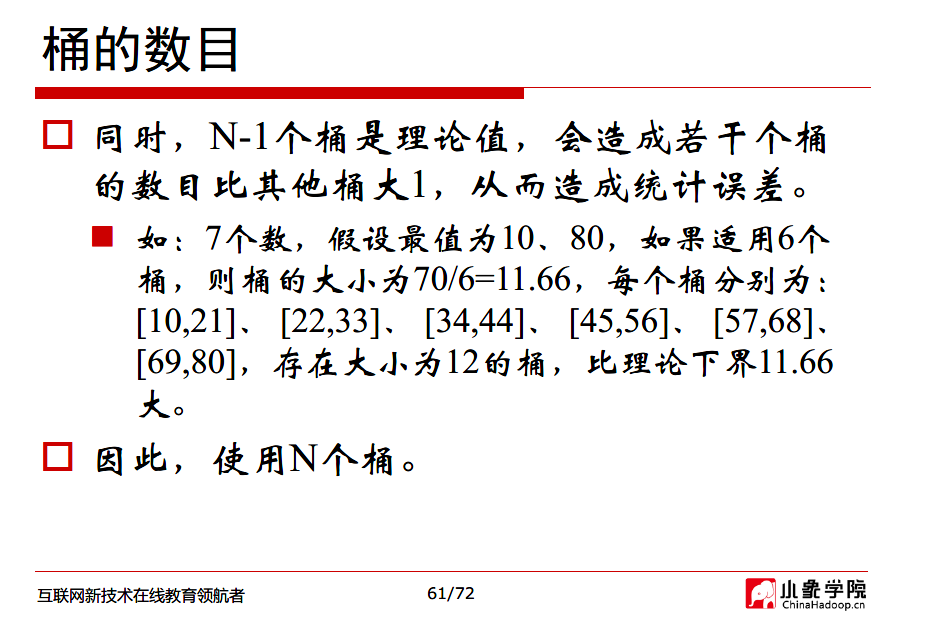 桶的数目
同时，N-1个桶是理论值，会造成若干个桶
的数目比其他桶大1，从而造成统计误差。
如：7个数，假设最值为10、80，如果适用6个
桶，则桶的大小为70/6=11.66，每个桶分别为：
[10,21]、 [22,33]、 [34,44]、 [45,56]、 [57,68]、
[69,80]，存在大小为12的桶，比理论下界11.66
大。
因此，使用N个桶。
互联网新技术在线教育领航者
61/72
小象学院
ChinaHadoop.cn